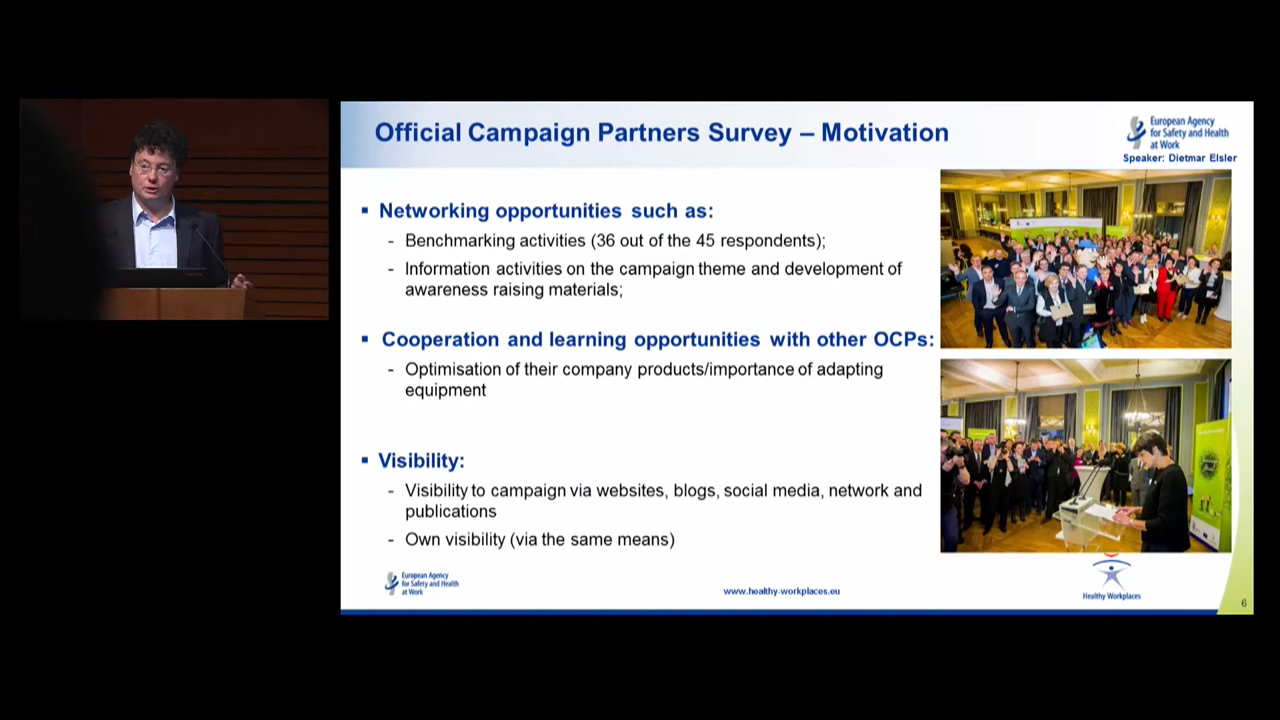 Official Campaign Partners Survey – Motivation
European Agency
for Safety and Health
at Work
Speaker: Dietmar Elsler
▪ Networking opportunities such as:
- Benchmarking activities (36 out of the 45 respondents);
- Information activities on the campaign theme and development of
awareness raising materials;
▪ Cooperation and learning opportunities with other OCPs:
- Optimisation of their company products/importance of adapting
equipment
▪ Visibility:
- Visibility to campaign via websites, blogs, social media, network and
publications
- Own visibility (via the same means)
European Agency
for Safety and Health
at Work
www.healthy-workplaces.eu
Healthy Workplaces
6